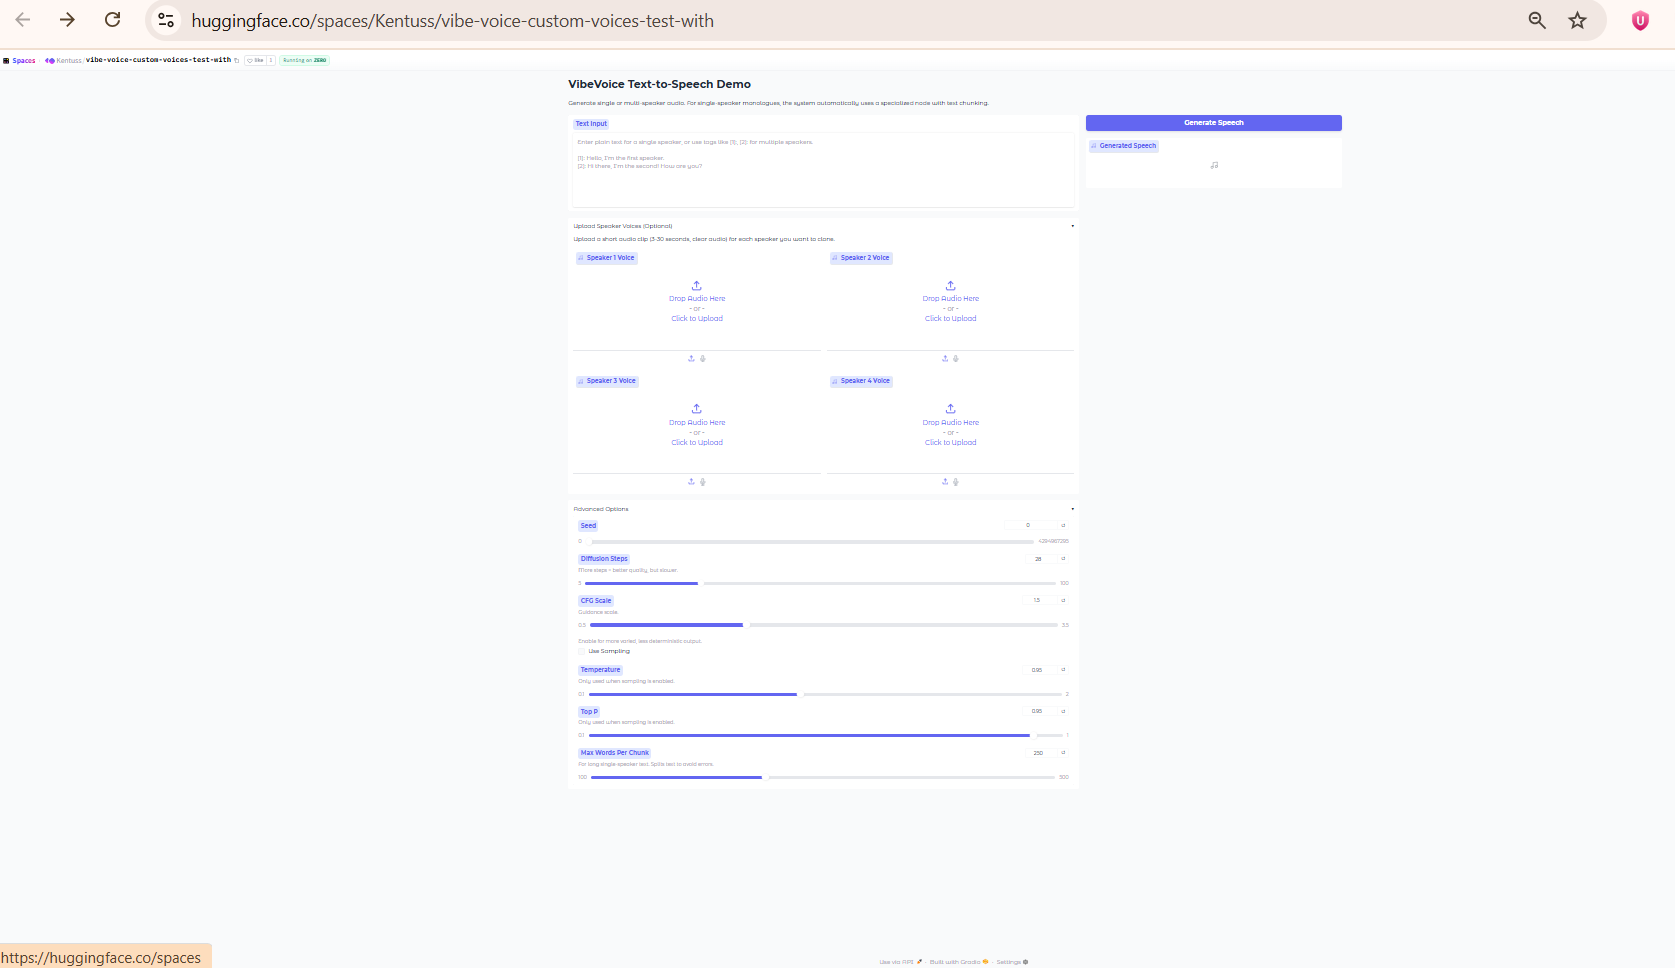 huggingface.co/spaces/Kentuss/vibe-voice-custom-voices-test-with
Spaces Kentuss/ vibe-voice-custom-voices-test-with like 1 Running on ZERO
VibeVoice Text-to-Speech Demo
Generate single or multi-speaker audio. For single-speaker monologues, the system automatically uses a specialized node with text chunking.
Text Input
Enter plain text for a single speaker, or use tags like [1]:, [2]: for multiple speakers.
[1]: Hello, I'm the first speaker.
[2]: Hi there, I'm the second! How are you?
Generate Speech
Generated Speech
Upload Speaker Voices (Optional)
Upload a short audio clip (3-30 seconds, clear audio) for each speaker you want to clone.
Speaker 1 Voice
Drop Audio Here
- or -
Click to Upload
Speaker 2 Voice
Drop Audio Here
- or -
Click to Upload
Speaker 3 Voice
Drop Audio Here
- or -
Click to Upload
Speaker 4 Voice
Drop Audio Here
- or -
Click to Upload
Advanced Options
Seed
0
0 4294967295
Diffusion Steps
28
More steps = better quality, but slower.
5 100
CFG Scale
1.5
Guidance scale.
0.5 3.5
Enable for more varied, less deterministic output.
Use Sampling
Temperature
0.95
Only used when sampling is enabled.
0.1 2
Top P
0.95
Only used when sampling is enabled.
0.1 1
Max Words Per Chunk
250
For long single-speaker text. Splits text to avoid errors.
100 500
Use via API · Built with Gradio · Settings
https://huggingface.co/spaces